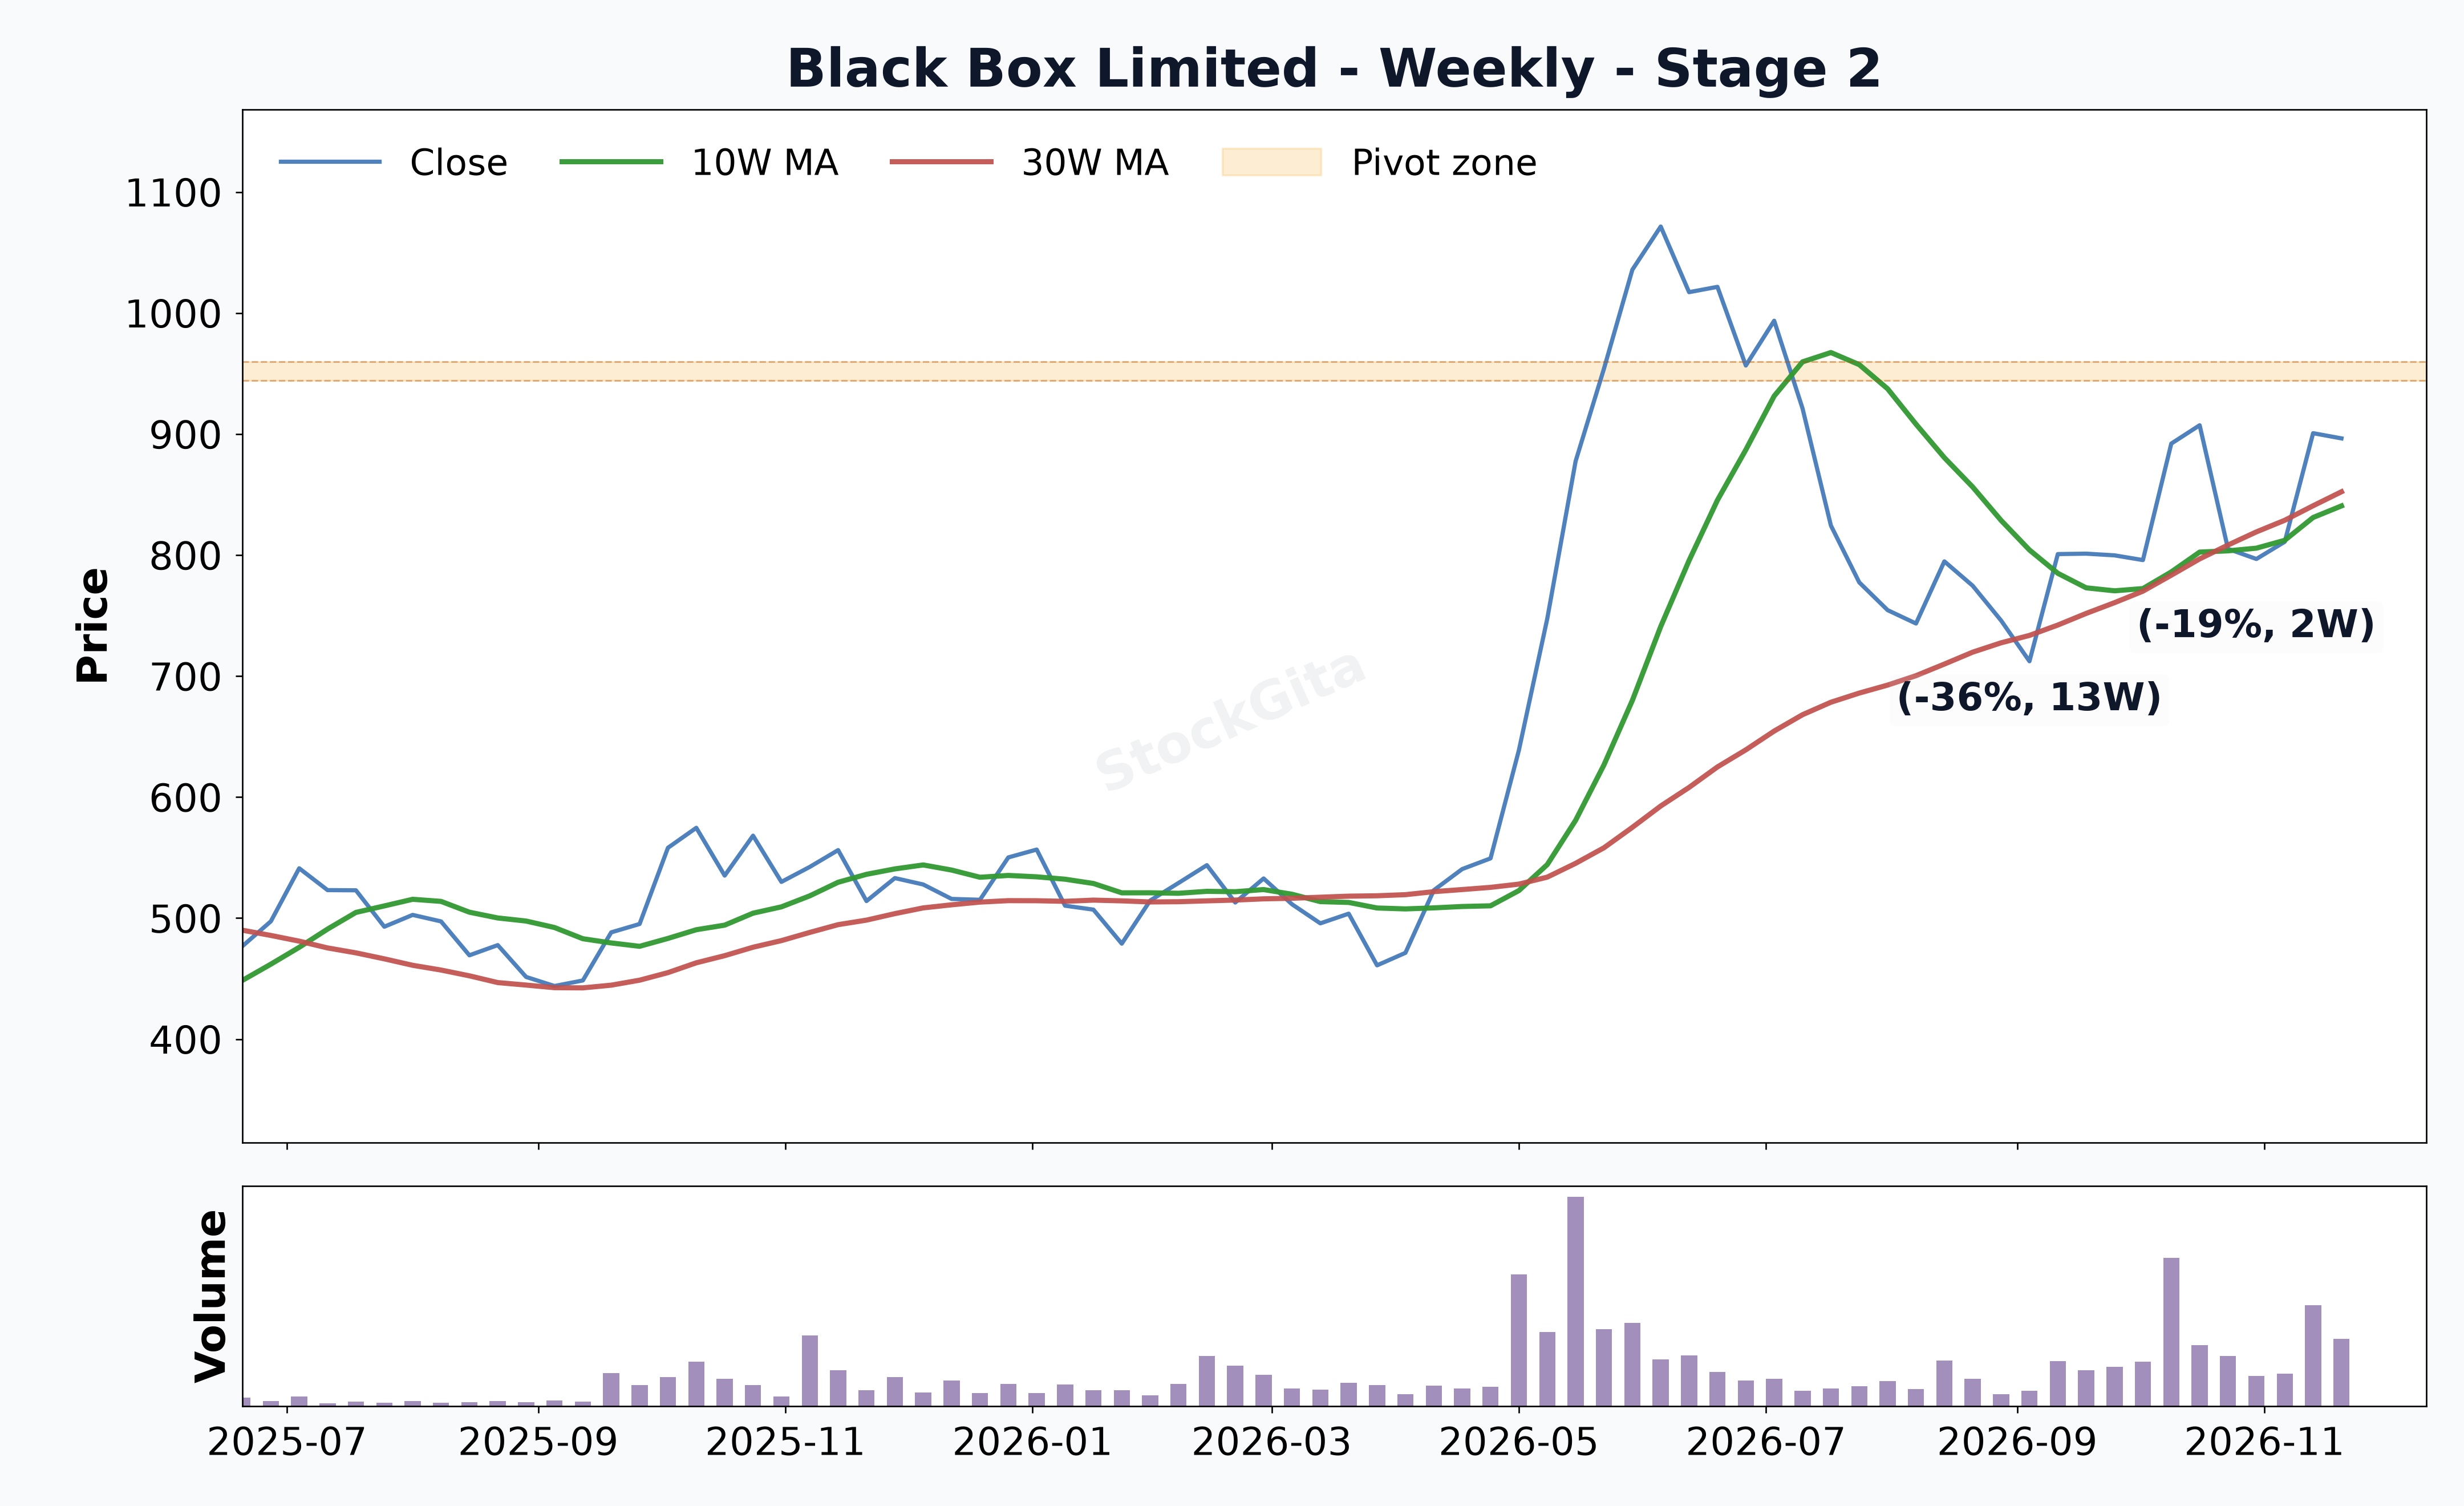 Black Box Limited - Weekly - Stage 2
Close 10W MA 30W MA Pivot zone
1100
1000
900
800
700
600
500
400
Price
(-19%, 2W)
(-36%, 13W)
StockGita
Volume
2025-07 2025-09 2025-11 2026-01 2026-03 2026-05 2026-07 2026-09 2026-11